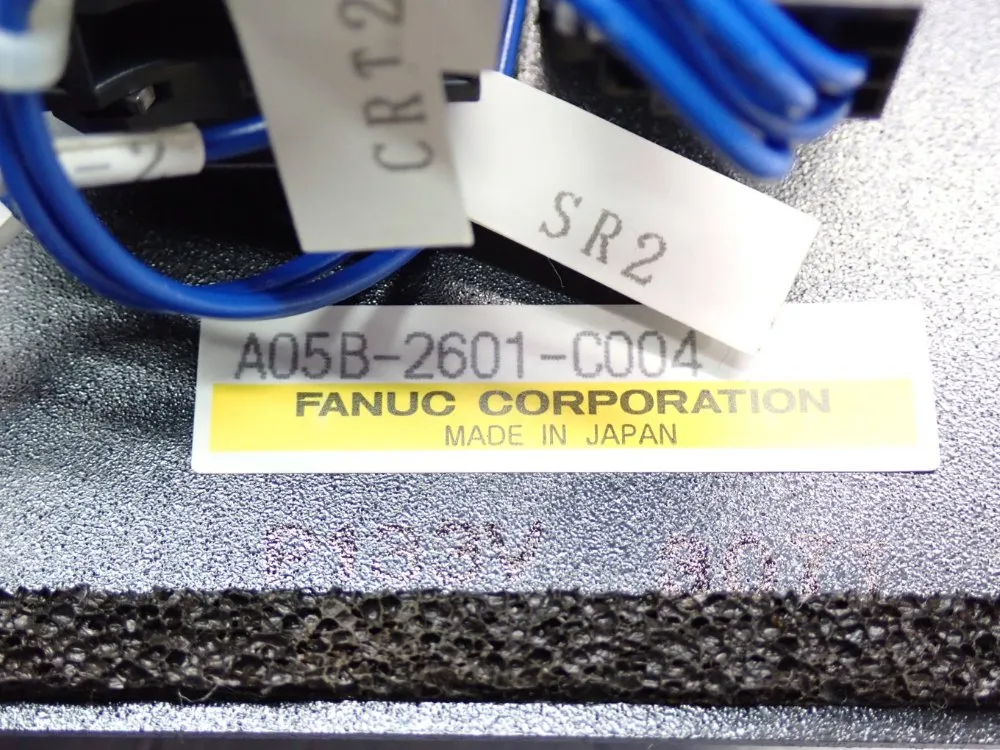 CRT2
SR2
A05B-2601-C004
FANUC CORPORATION
MADE IN JAPAN